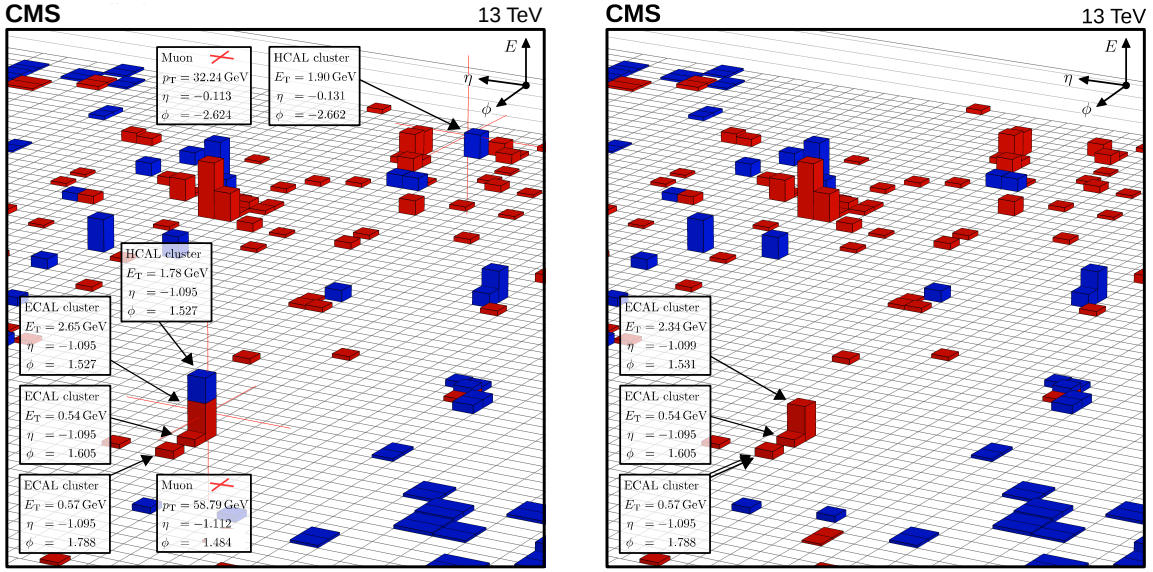 CMS
13 TeV
Muon
pT = 32.24 GeV
η = −0.113
ϕ = −2.624
HCAL cluster
ET = 1.90 GeV
η = −0.131
ϕ = −2.662
E
η
ϕ
HCAL cluster
ET = 1.78 GeV
η = −1.095
ϕ = 1.527
ECAL cluster
ET = 2.65 GeV
η = −1.095
ϕ = 1.527
ECAL cluster
ET = 0.54 GeV
η = −1.095
ϕ = 1.605
ECAL cluster
ET = 0.57 GeV
η = −1.095
ϕ = 1.788
Muon
pT = 58.79 GeV
η = −1.112
ϕ = 1.484
CMS
13 TeV
E
η
ϕ
ECAL cluster
ET = 2.34 GeV
η = −1.099
ϕ = 1.531
ECAL cluster
ET = 0.54 GeV
η = −1.095
ϕ = 1.605
ECAL cluster
ET = 0.57 GeV
η = −1.095
ϕ = 1.788